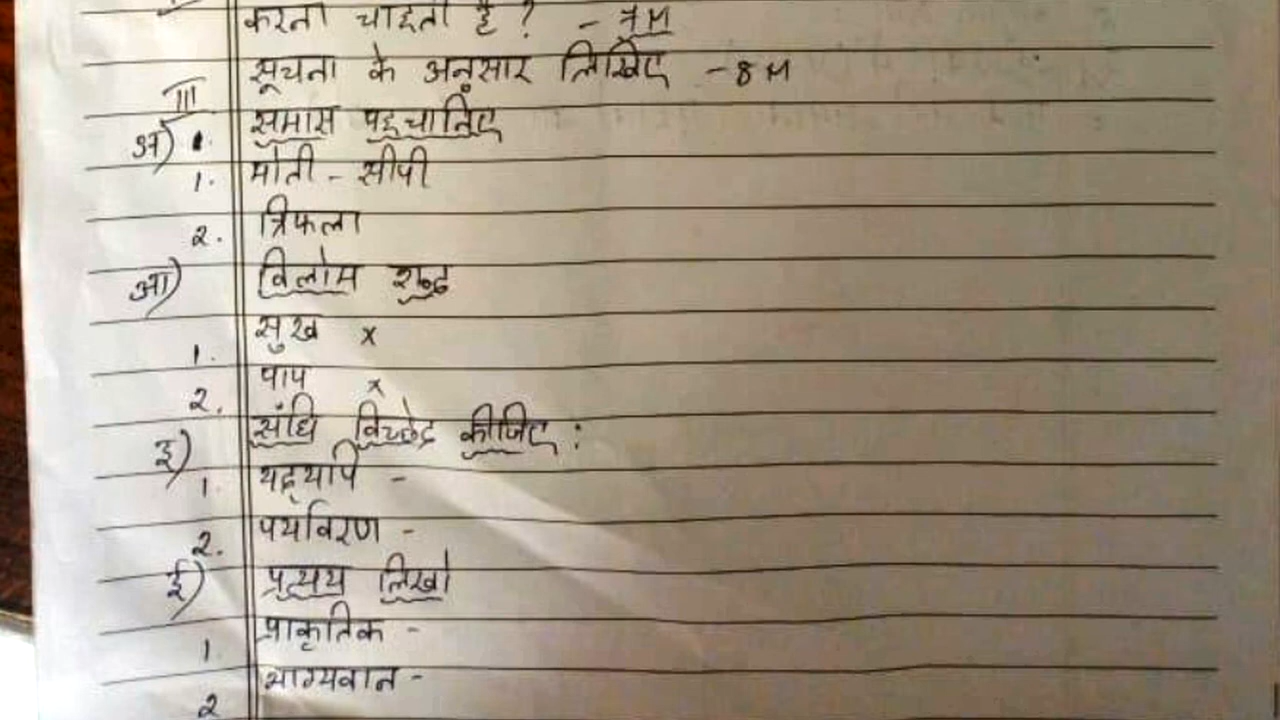 करना चाहती है ? - 7M
III सूचना के अनुसार लिखिए - 8 M
अ) समास पहचानिए
1. मोती - सीपी
2. त्रिफला
आ) विलोम शब्द
1. सुख x
2. पाप x
इ) संधि विच्छेद कीजिए :
1. यद्यपि -
2. पर्यावरण -
ई) प्रत्यय लिखो
1 प्राकृतिक -
2 भाग्यवान -